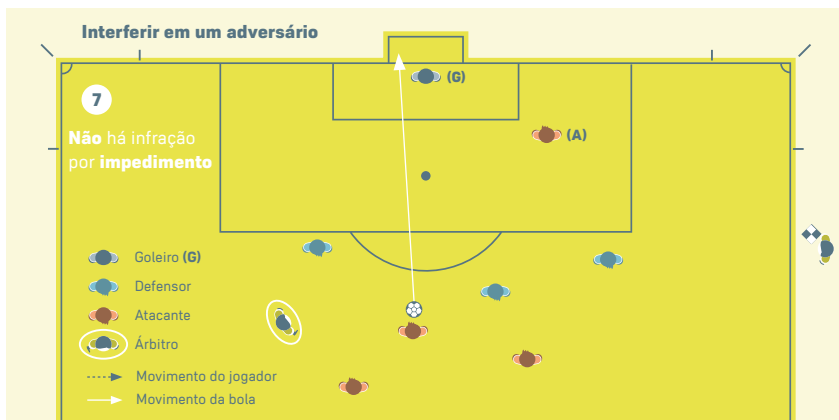 Interferir em um adversário
(G)
7
(A)
Não há infração
por impedimento
Goleiro (G)
Defensor
Atacante
Árbitro
Movimento do jogador
Movimento da bola